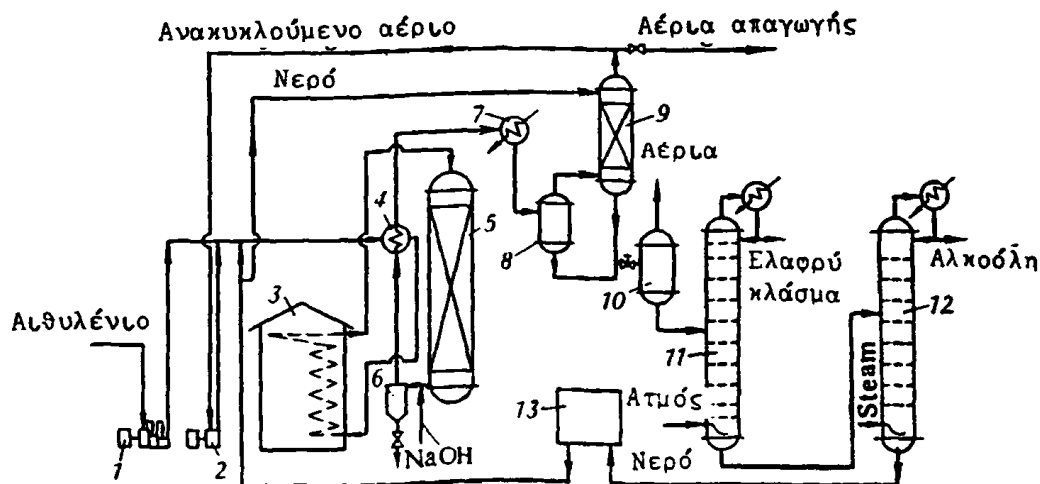 Ανακυκλούμενο αέριο
Αέρια απαγωγής
Νερό
7
9
Αέρια
4
5
8
3
10
Ελαφρύ
κλάσμα
Αλκοόλη
12
Αιθυλένιο
11
6
13
Ατμός
Steam
1
2
NaOH
Νερό